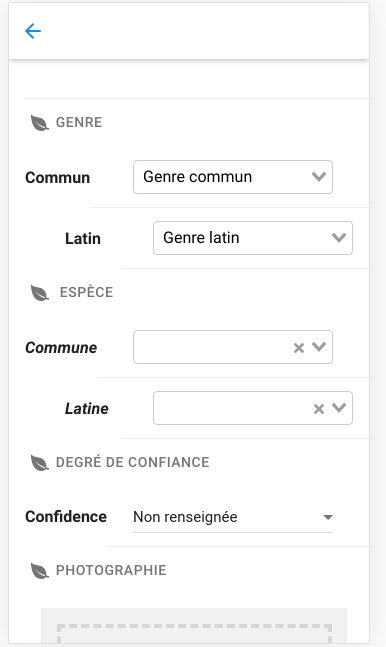 GENRE
Commun Genre commun
Latin Genre latin
ESPÈCE
Commune
Latine
DEGRÉ DE CONFIANCE
Confidence Non renseignée
PHOTOGRAPHIE